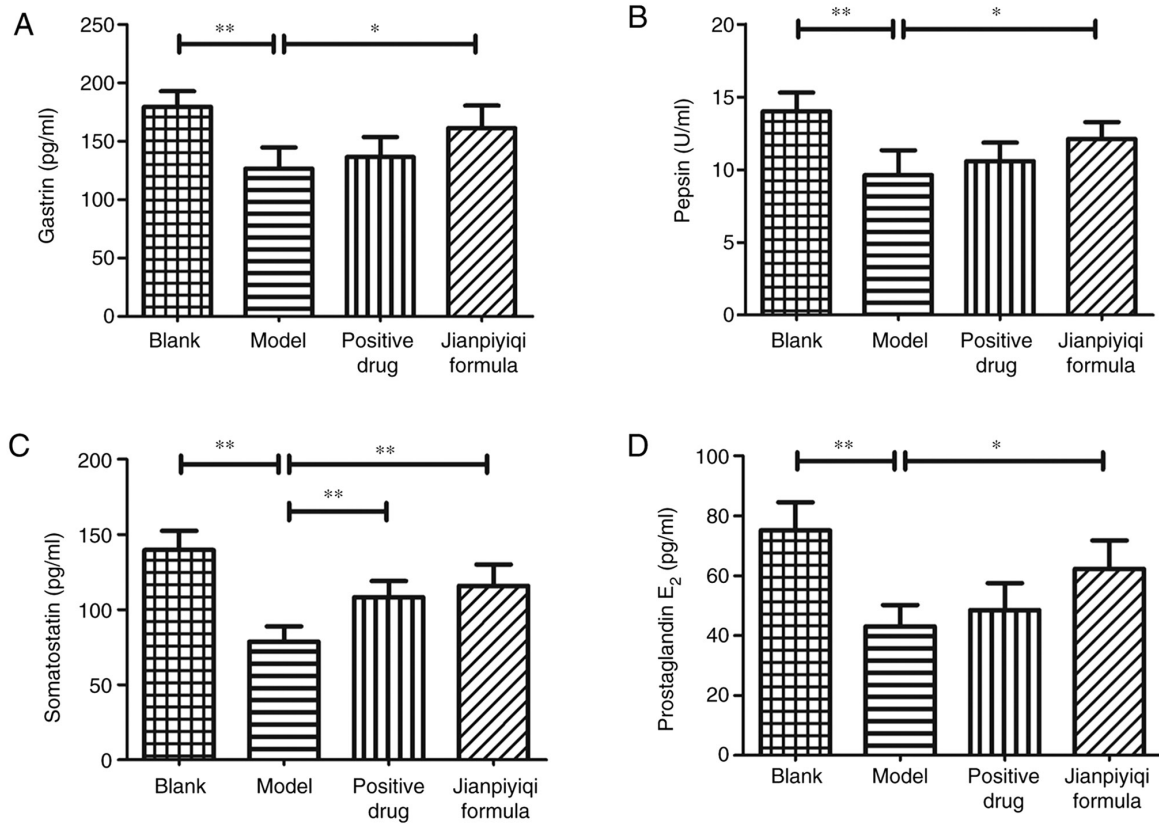 A
Gastrin (pg/ml)
250
200
150
100
50
0
**
*
Blank
Model
Positive drug
Jianpiyiqi formula
B
Pepsin (U/ml)
20
15
10
5
0
**
*
Blank
Model
Positive drug
Jianpiyiqi formula
C
Somatostatin (pg/ml)
200
150
100
50
0
**
**
**
Blank
Model
Positive drug
Jianpiyiqi formula
D
Prostaglandin E₂ (pg/ml)
100
80
60
40
20
0
**
*
Blank
Model
Positive drug
Jianpiyiqi formula